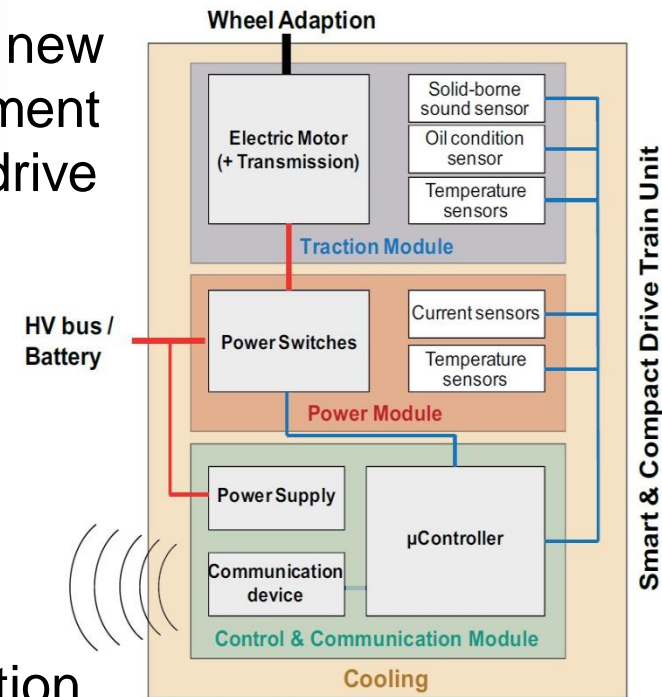 Wheel Adaption
new
ment
drive
Electric Motor
(+ Transmission)
Solid-borne
sound sensor
Oil condition
sensor
Temperature
sensors
Traction Module
HV bus /
Battery
Power Switches
Current sensors
Temperature
sensors
Power Module
Power Supply
µController
Communication
device
Control & Communication Module
Cooling
Smart & Compact Drive Train Unit
tion